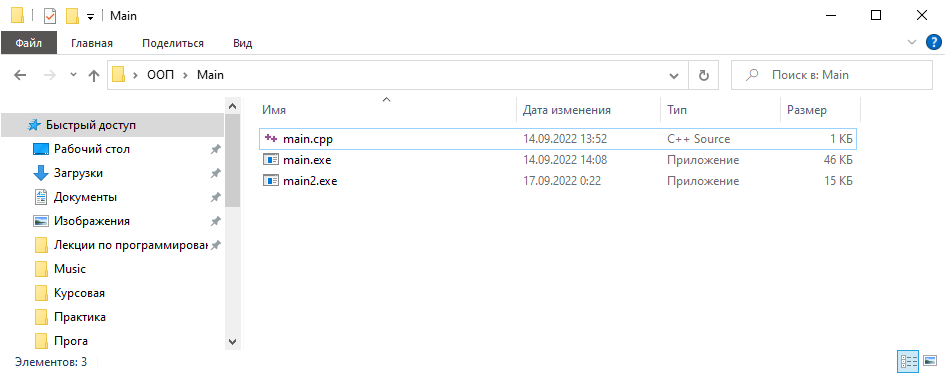 Main
Файл Главная Поделиться Вид
ООП Main Поиск в: Main
Имя Дата изменения Тип Размер
Быстрый доступ
Рабочий стол
Загрузки
Документы
Изображения
Лекции по программирован
Music
Курсовая
Практика
Прога
main.cpp 14.09.2022 13:52 C++ Source 1 КБ
main.exe 14.09.2022 14:08 Приложение 46 КБ
main2.exe 17.09.2022 0:22 Приложение 15 КБ
Элементов: 3